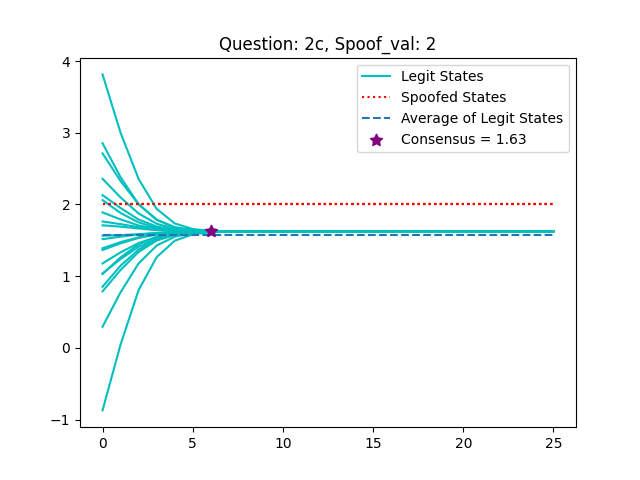 Question: 2c, Spoof_val: 2
Legit States
Spoofed States
Average of Legit States
Consensus = 1.63
4
3
2
1
0
−1
0 5 10 15 20 25